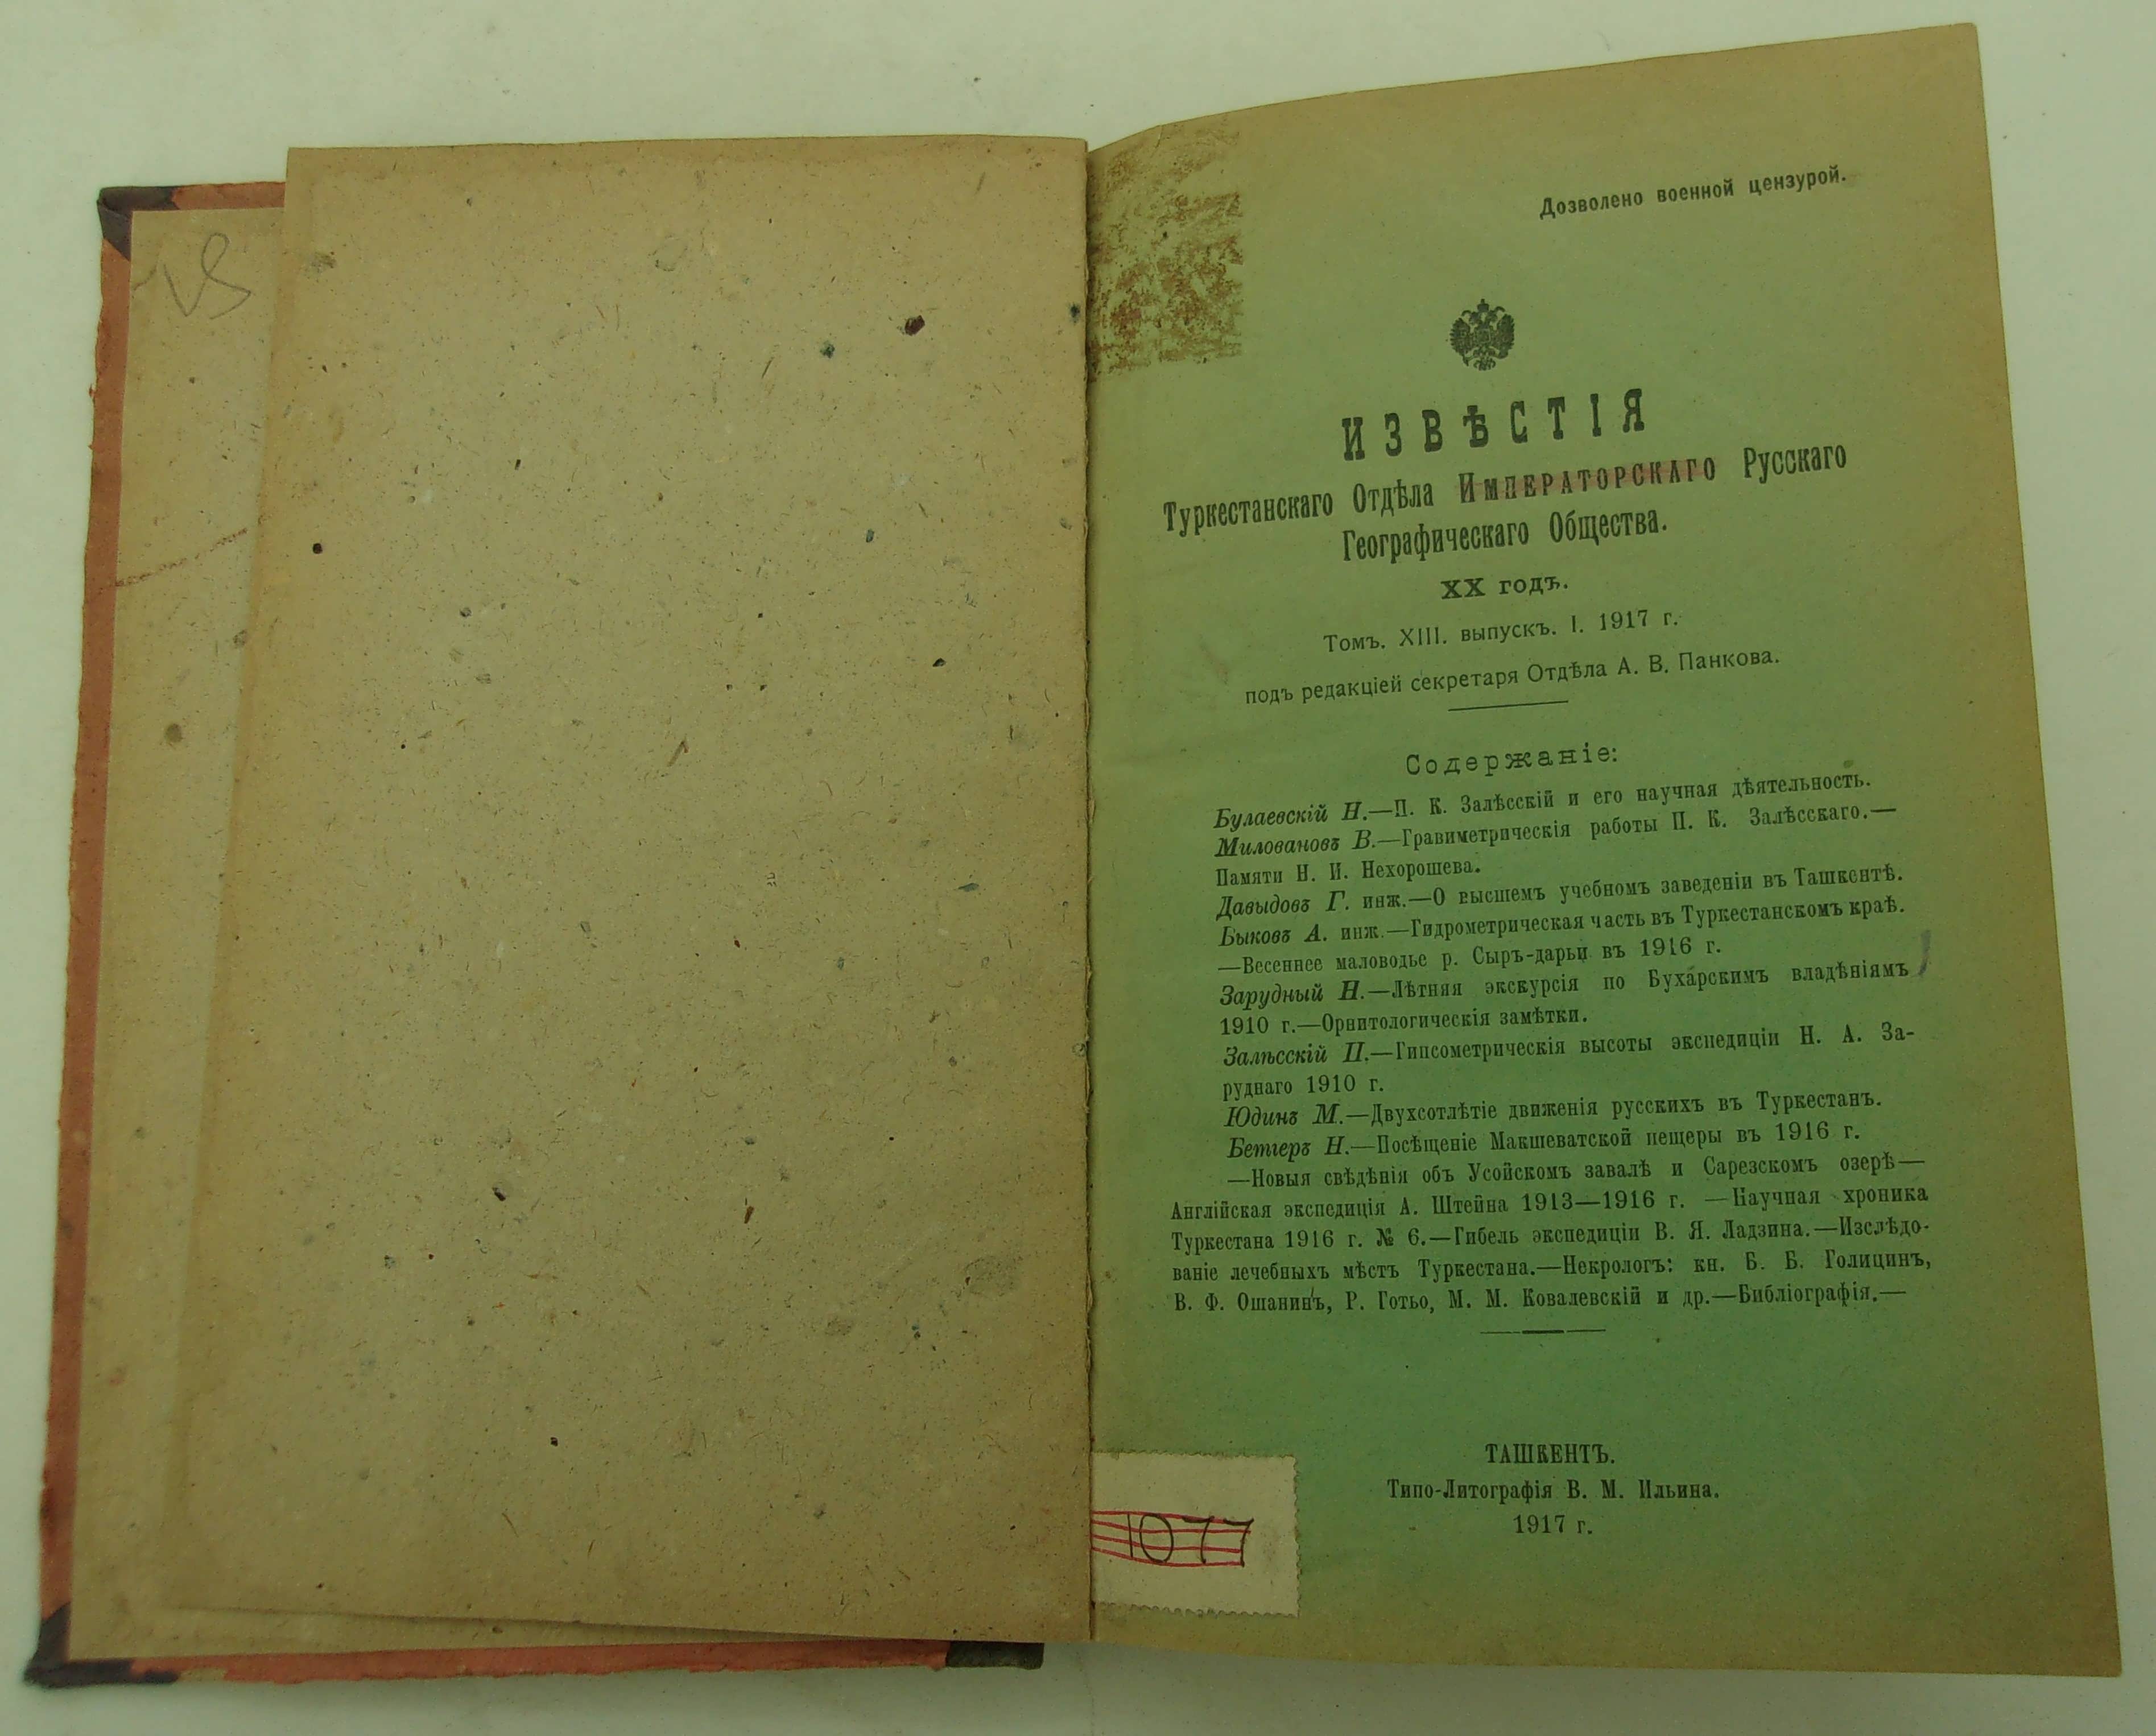 Дозволено военной цензурой.
ИЗВѢСТІЯ
Туркестанскаго Отдѣла ИМПЕРАТОРСКАГО Русскаго
Географическаго Общества.
XX годъ.
Томъ. XIII. выпускъ. I. 1917 г.
подъ редакціей секретаря Отдѣла А. В. Панкова.
Содержаніе:
Булаевскій Н.—П. К. Залѣсскій и его научная дѣятельность.
Миловановъ В.—Гравиметрическія работы П. К. Залѣсскаго.—
Памяти Н. И. Нехорошева.
Давыдовъ Г. инж.—О высшемъ учебномъ заведеніи въ Ташкентѣ.
Быковъ А. инж.—Гидрометрическая часть въ Туркестанскомъ краѣ.
—Весеннее маловодье р. Сыръ-дарьи въ 1916 г.
Зарудный Н.—Лѣтняя экскурсія по Бухарскимъ владѣніямъ
1910 г.—Орнитологическія замѣтки.
Залѣсскій П.—Гипсометрическія высоты экспедиціи Н. А. За-
руднаго 1910 г.
Юдинъ М.—Двухсотлѣтіе движенія русскихъ въ Туркестанъ.
Бетгеръ Н.—Посѣщеніе Макшеватской пещеры въ 1916 г.
—Новыя свѣдѣнія объ Усойскомъ завалѣ и Сарезскомъ озерѣ—
Англійская экспедиція А. Штейна 1913—1916 г. —Научная хроника
Туркестана 1916 г. № 6.—Гибель экспедиціи В. Я. Ладзина.—Изслѣдо-
ваніе лечебныхъ мѣстъ Туркестана.—Некрологъ: кн. Б. Б. Голицинъ,
В. Ф. Ошанинъ, Р. Готьо, М. М. Ковалевскій и др.—Библіографія.—
ТАШКЕНТЪ.
Типо-Литографія В. М. Ильина.
1917 г.
1077